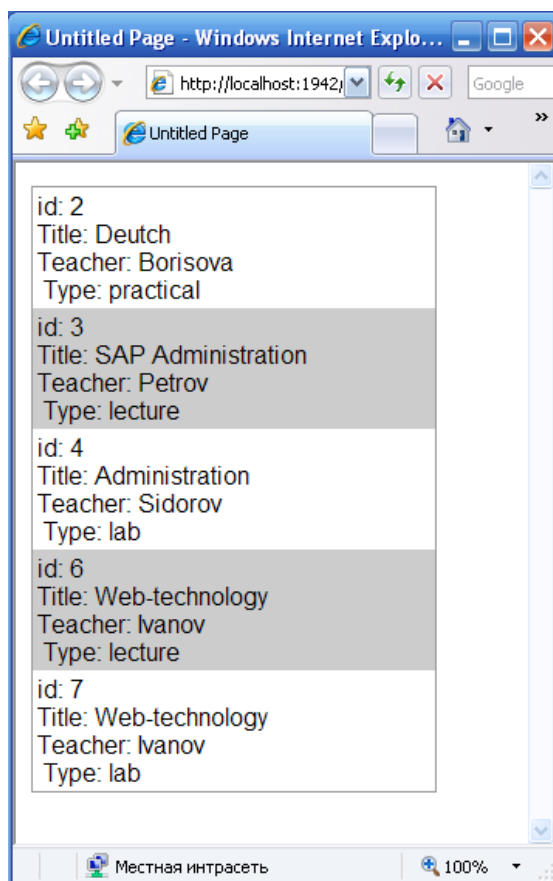 Untitled Page - Windows Internet Explo...
http://localhost:1942/
Google
Untitled Page
»
id: 2
Title: Deutch
Teacher: Borisova
Type: practical
id: 3
Title: SAP Administration
Teacher: Petrov
Type: lecture
id: 4
Title: Administration
Teacher: Sidorov
Type: lab
id: 6
Title: Web-technology
Teacher: Ivanov
Type: lecture
id: 7
Title: Web-technology
Teacher: Ivanov
Type: lab
Местная интрасеть
100%